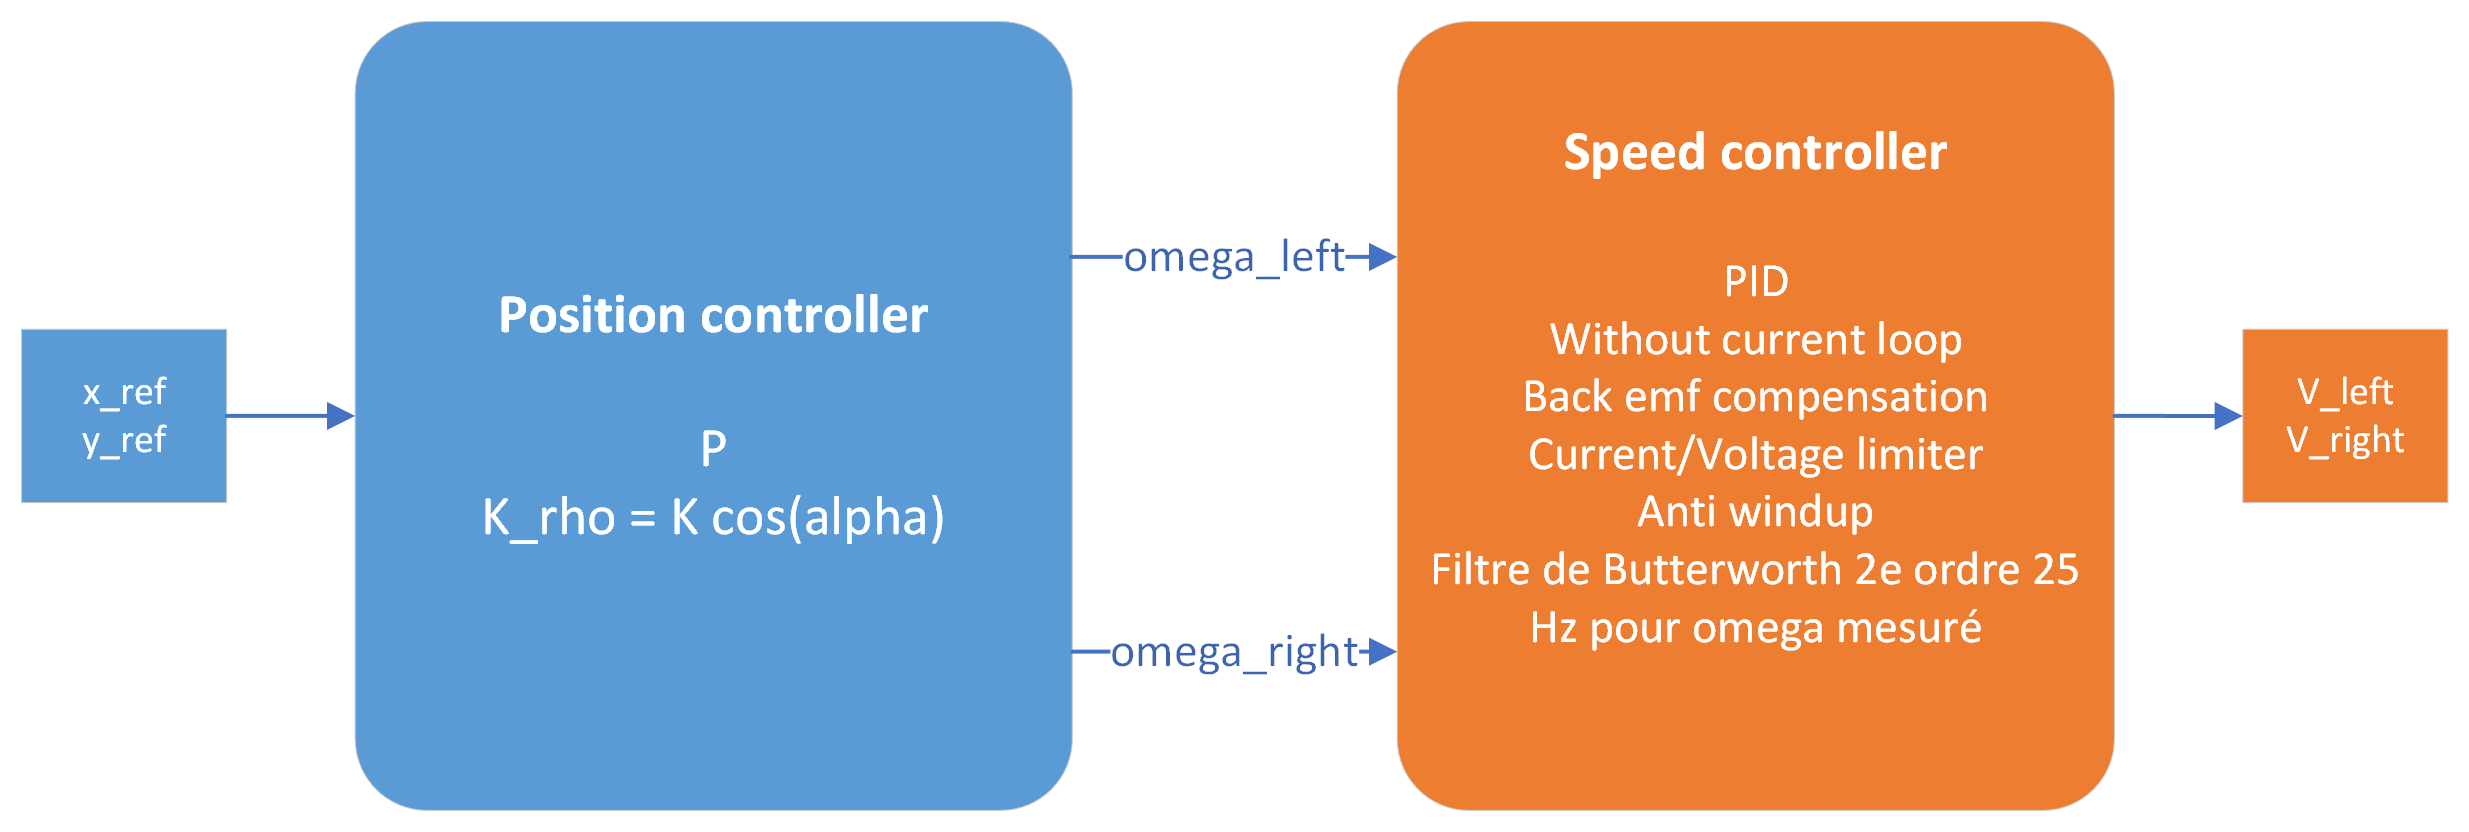 x_ref
y_ref
Position controller
P
K_rho = K cos(alpha)
omega_left
omega_right
Speed controller
PID
Without current loop
Back emf compensation
Current/Voltage limiter
Anti windup
Filtre de Butterworth 2e ordre 25
Hz pour omega mesuré
V_left
V_right